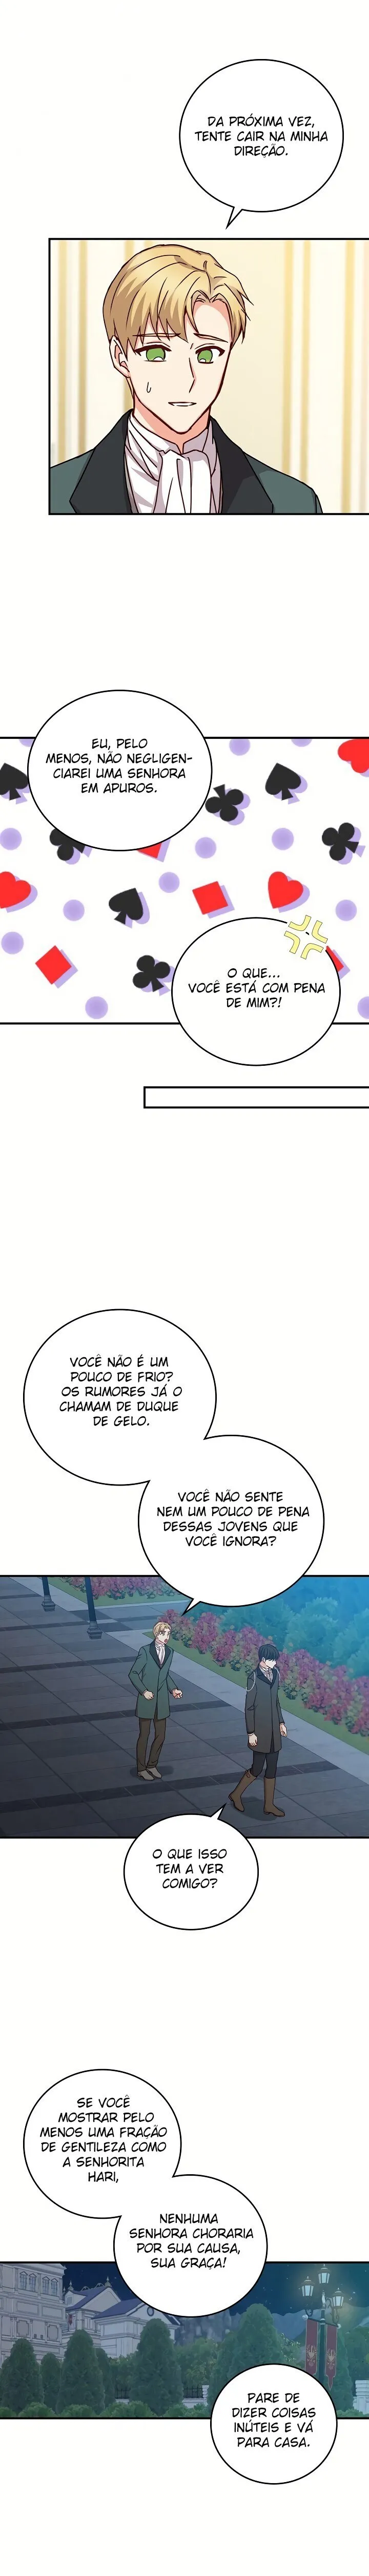 DA PRÓXIMA VEZ,
TENTE CAIR NA MINHA
DIREÇÃO.
EU, PELO
MENOS, NÃO NEGLIGEN-
CIAREI UMA SENHORA
EM APUROS.
O QUE...
VOCÊ ESTÁ COM PENA
DE MIM?!
VOCÊ NÃO É UM
POUCO DE FRIO?
OS RUMORES JÁ O
CHAMAM DE DUQUE
DE GELO.
VOCÊ NÃO SENTE
NEM UM POUCO DE PENA
DESSAS JOVENS QUE
VOCÊ IGNORA?
O QUE ISSO
TEM A VER
COMIGO?
SE VOCÊ
MOSTRAR PELO
MENOS UMA FRAÇÃO
DE GENTILEZA COMO
A SENHORITA
HARI,
NENHUMA
SENHORA CHORARIA
POR SUA CAUSA,
SUA GRAÇA!
PARE DE
DIZER COISAS
INÚTEIS E VÁ
PARA CASA.